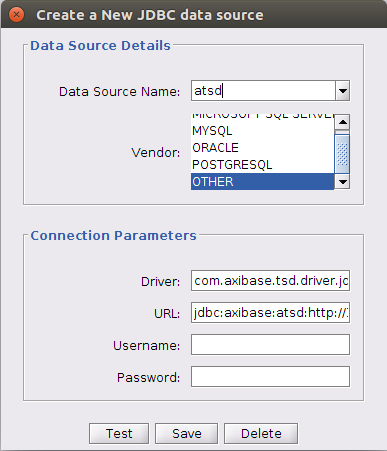 Create a New JDBC data source
Data Source Details
Data Source Name: atsd
MICROSOFT SQL SERVER
MYSQL
ORACLE
Vendor:
POSTGRESQL
OTHER
Connection Parameters
Driver: com.axibase.tsd.driver.jd
URL: jdbc:axibase:atsd:http://
Username:
Password:
Test Save Delete